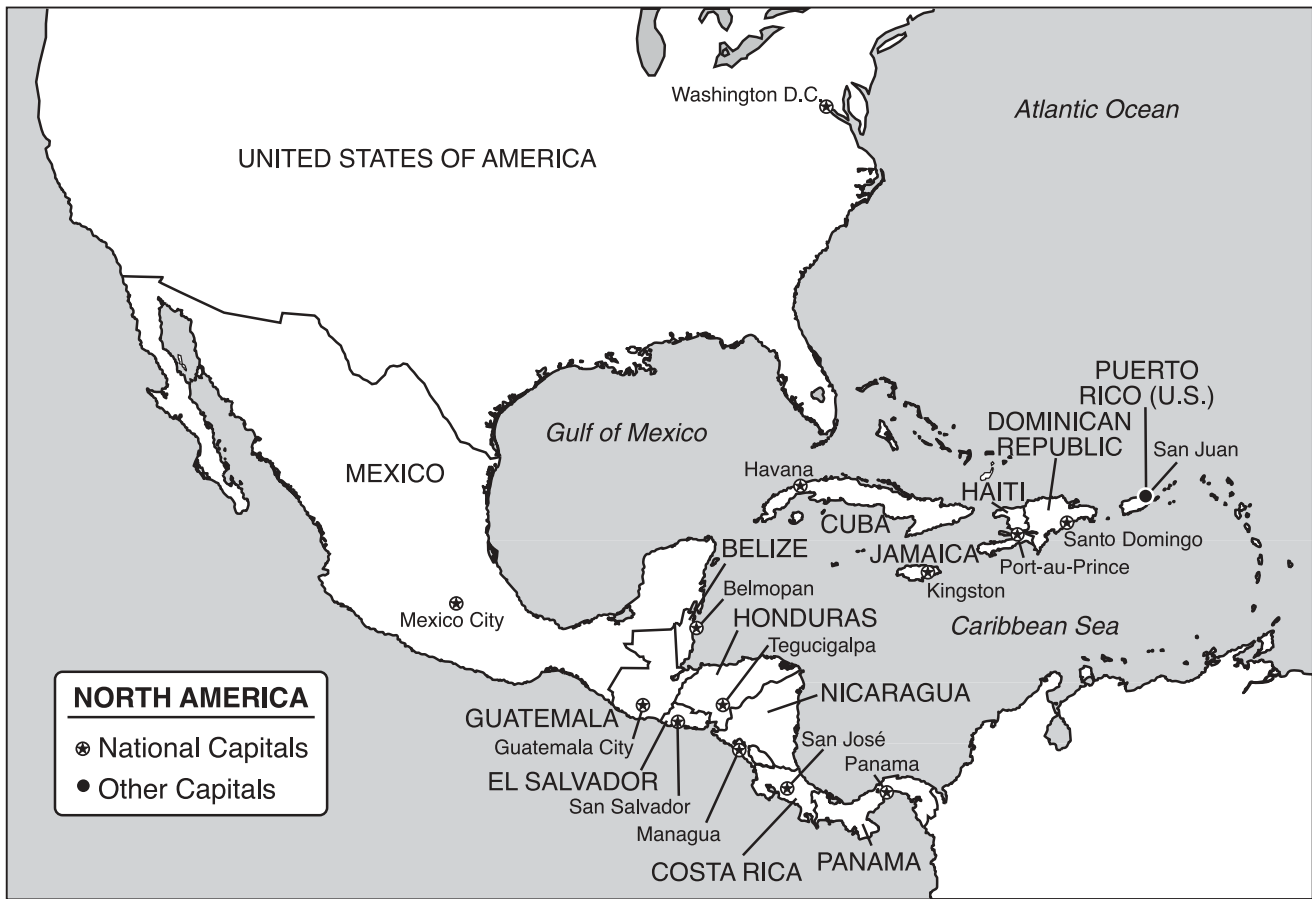 Washington D.C.
Atlantic Ocean
UNITED STATES OF AMERICA
PUERTO
RICO (U.S.)
DOMINICAN
REPUBLIC
San Juan
Gulf of Mexico
MEXICO
Havana
HAITI
CUBA
Santo Domingo
BELIZE
JAMAICA
Port-au-Prince
Belmopan
Kingston
Mexico City
HONDURAS
Caribbean Sea
Tegucigalpa
NICARAGUA
GUATEMALA
Guatemala City
San José
Panama
EL SALVADOR
San Salvador
Managua
COSTA RICA
PANAMA
NORTH AMERICA
National Capitals
Other Capitals